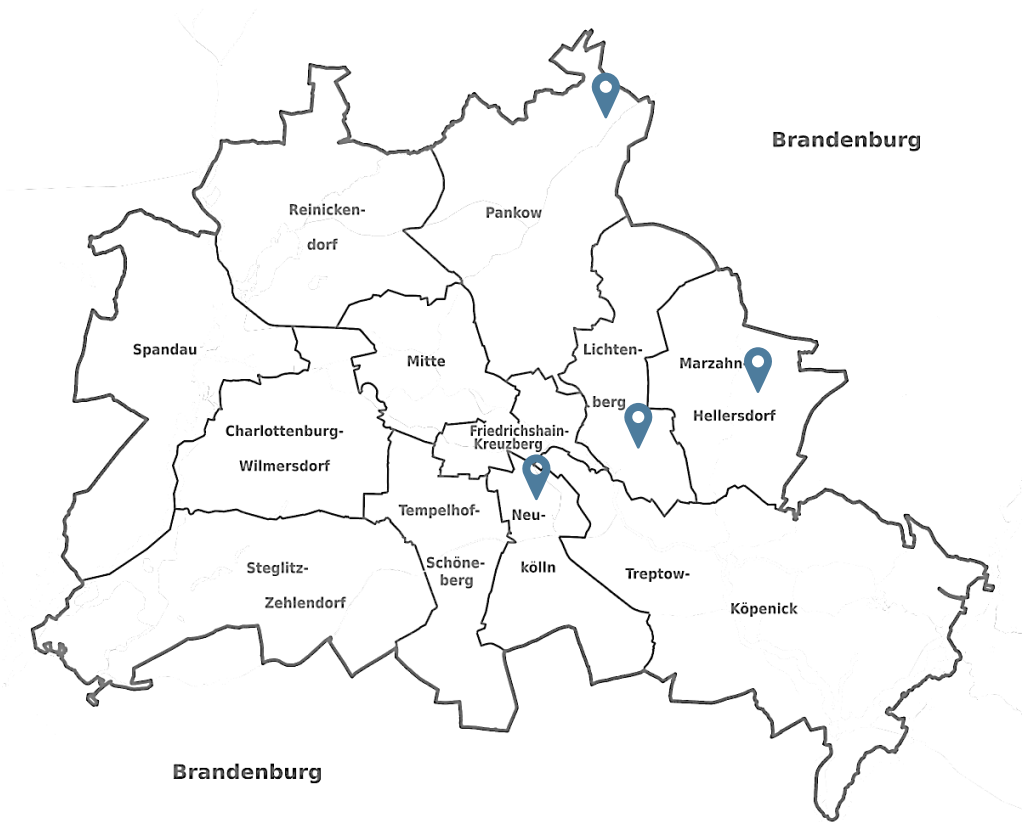 Brandenburg
Reinicken-
dorf
Pankow
Spandau
Mitte
Lichten-
berg
Marzahn-
Hellersdorf
Charlottenburg-
Wilmersdorf
Friedrichshain-
Kreuzberg
Tempelhof-
Schöne-
berg
Neu-
kölln
Steglitz-
Zehlendorf
Treptow-
Köpenick
Brandenburg